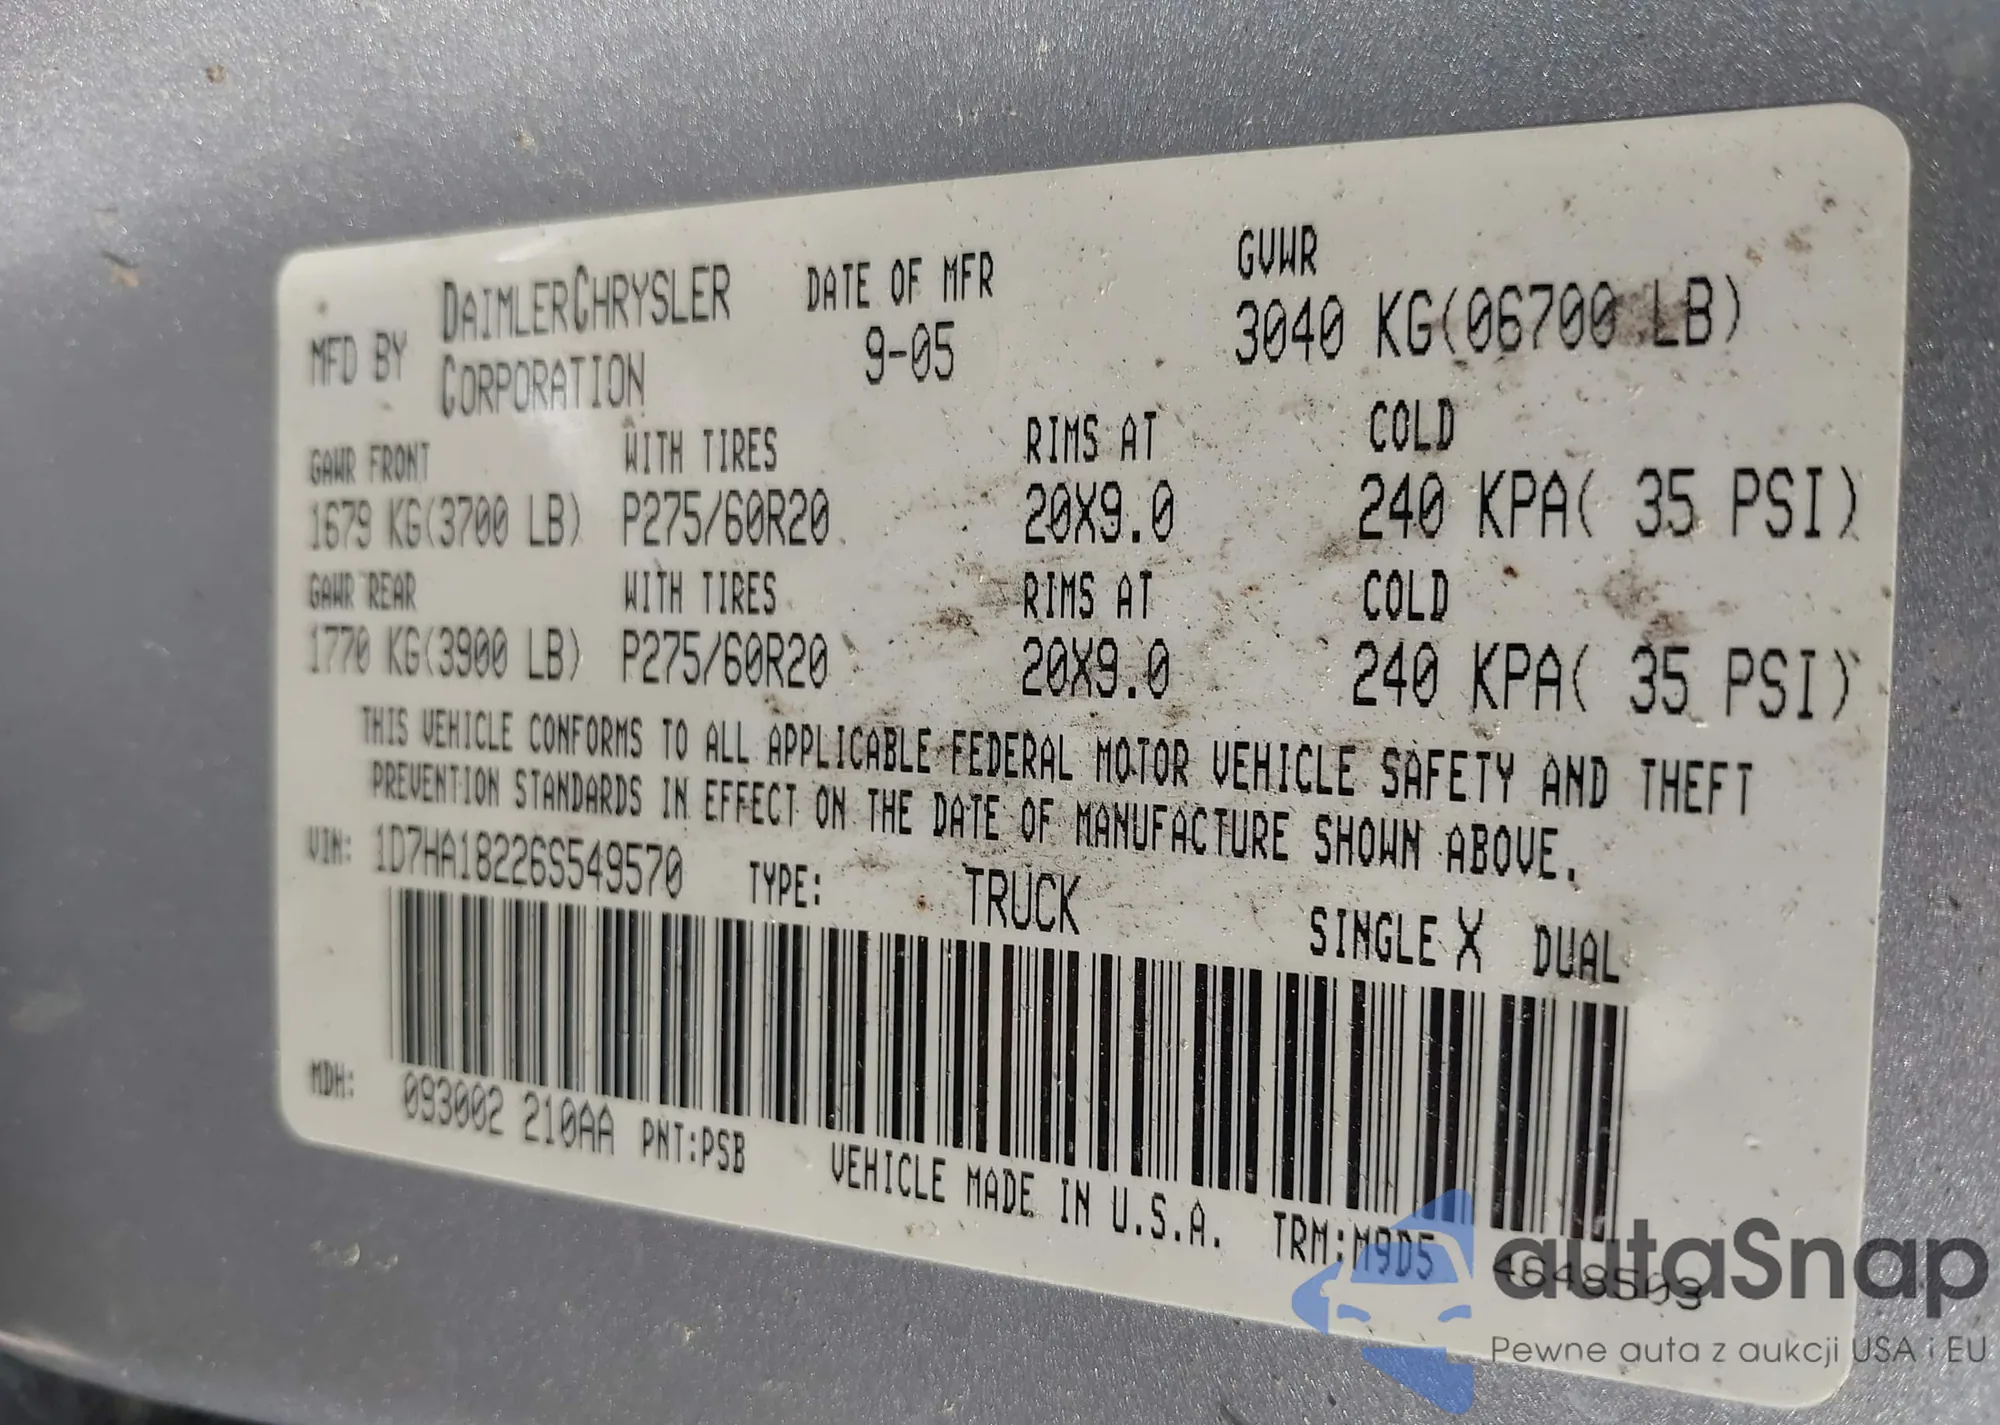 MFD BY DAIMLERCHRYSLER CORPORATION
DATE OF MFR
9-05
GVWR
3040 KG(06700 LB)
GAWR FRONT WITH TIRES RIMS AT COLD
1679 KG(3700 LB) P275/60R20 20X9.0 240 KPA( 35 PSI)
GAWR REAR WITH TIRES RIMS AT COLD
1770 KG(3900 LB) P275/60R20 20X9.0 240 KPA( 35 PSI)
THIS VEHICLE CONFORMS TO ALL APPLICABLE FEDERAL MOTOR VEHICLE SAFETY AND THEFT
PREVENTION STANDARDS IN EFFECT ON THE DATE OF MANUFACTURE SHOWN ABOVE.
VIN: 1D7HA18226S549570 TYPE: TRUCK SINGLE X DUAL
MDH: 093002 210AA PNT:PSB VEHICLE MADE IN U.S.A. TRM:M9D5 4648503
autaSnap
Pewne auta z aukcji USA i EU